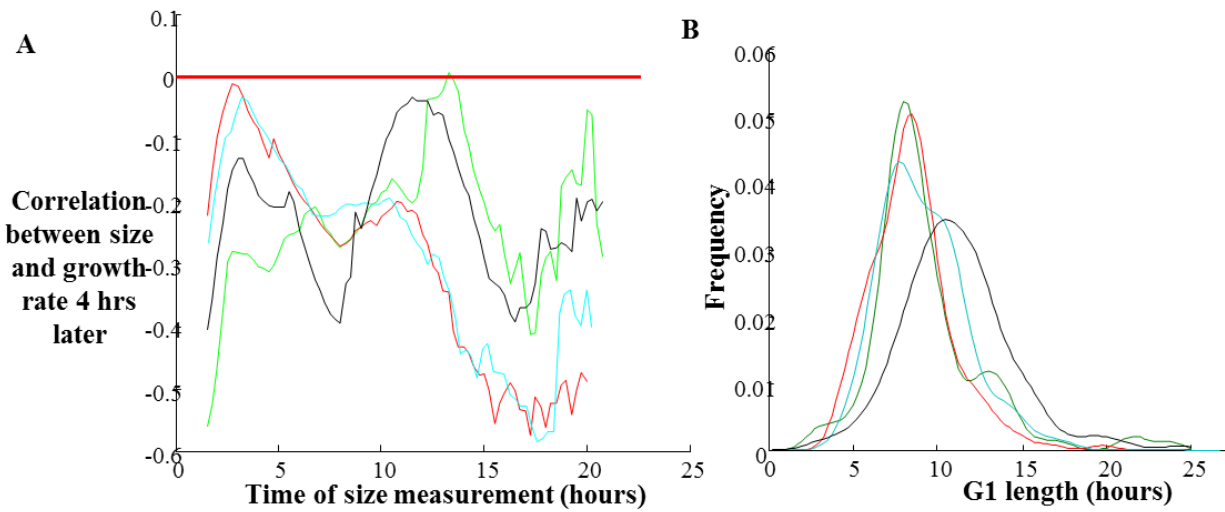 A
0.1
0
-0.1
-0.2
-0.3
-0.4
-0.5
-0.6
Correlation
between size
and growth
rate 4 hrs
later
0
5
10
15
20
25
Time of size measurement (hours)
B
0.06
0.05
0.04
0.03
0.02
0.01
0
Frequency
0
5
10
15
20
25
G1 length (hours)